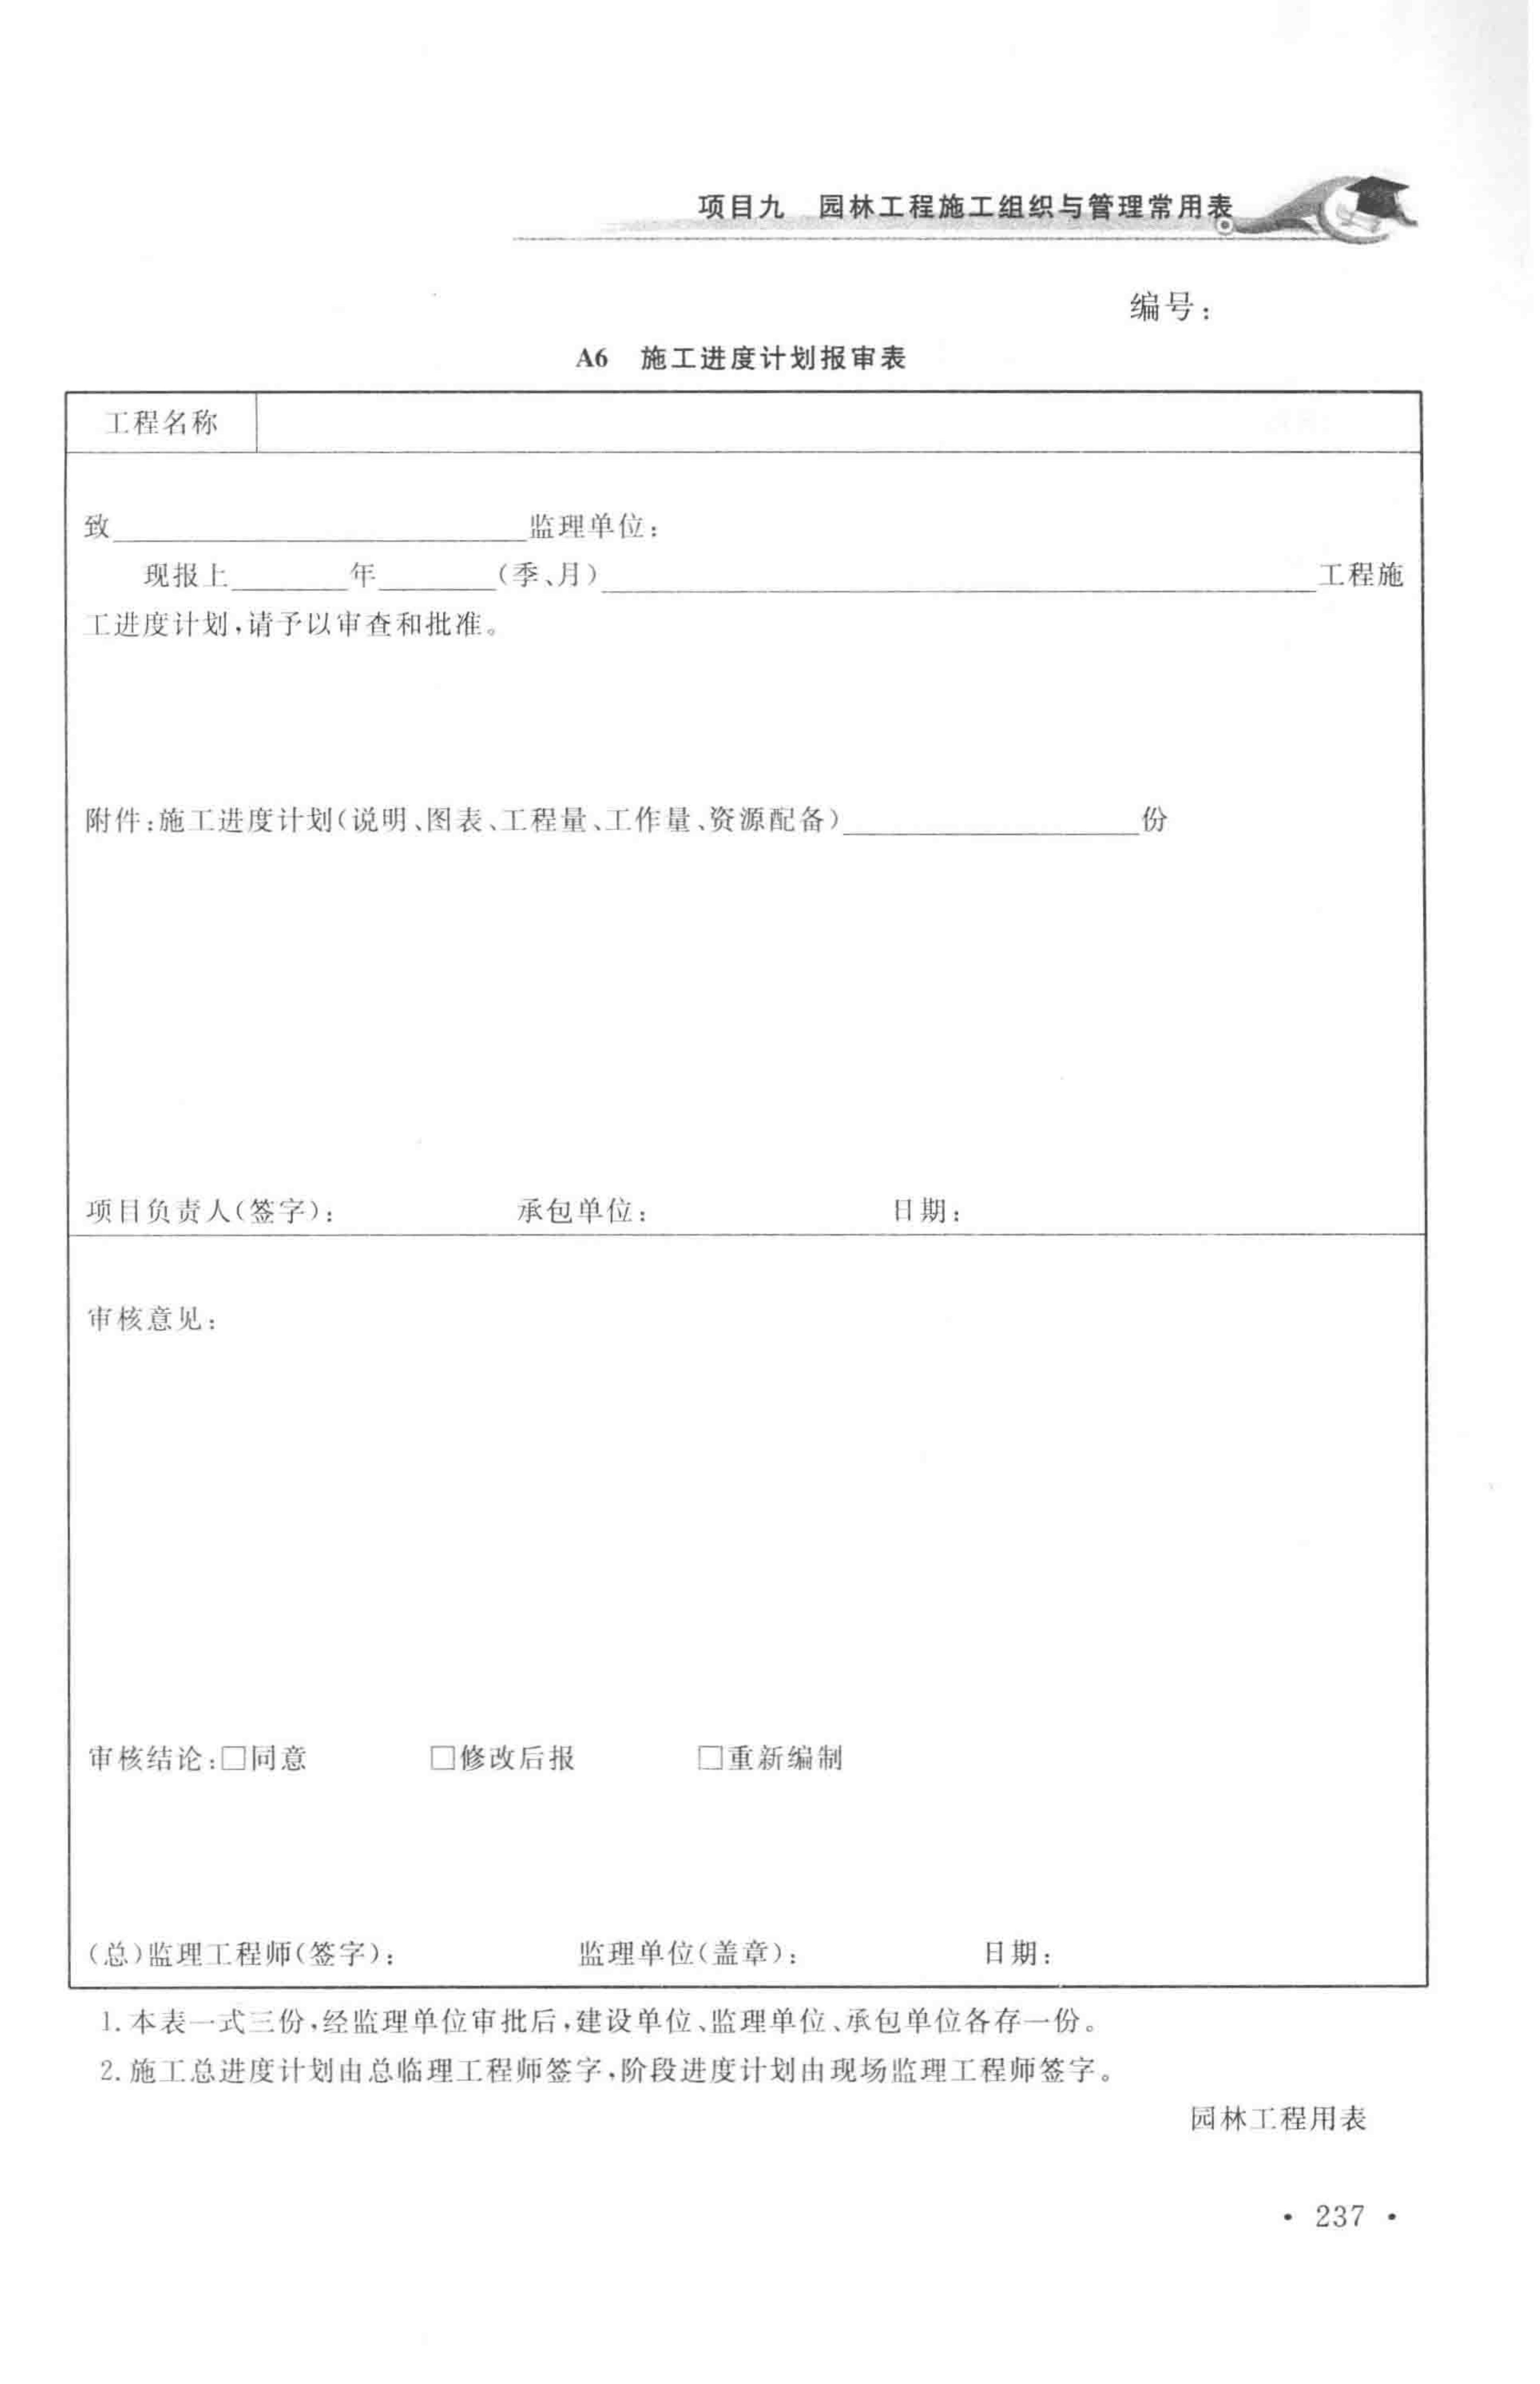 项目九 园林工程施工组织与管理常用表
编号：
A6 施工进度计划报审表
工程名称
致____________监理单位：
现报上____年____(季、月)____________________工程施
工进度计划，请予以审查和批准。
附件：施工进度计划(说明、图表、工程量、工作量、资源配备)__________份
项目负责人(签字)： 承包单位： 日期：
审核意见：
审核结论：□同意 □修改后报 □重新编制
(总)监理工程师(签字)： 监理单位(盖章)： 日期：
1. 本表一式三份，经监理单位审批后，建设单位、监理单位、承包单位各存一份。
2. 施工总进度计划由总临理工程师签字，阶段进度计划由现场监理工程师签字。
园林工程用表
· 237 ·